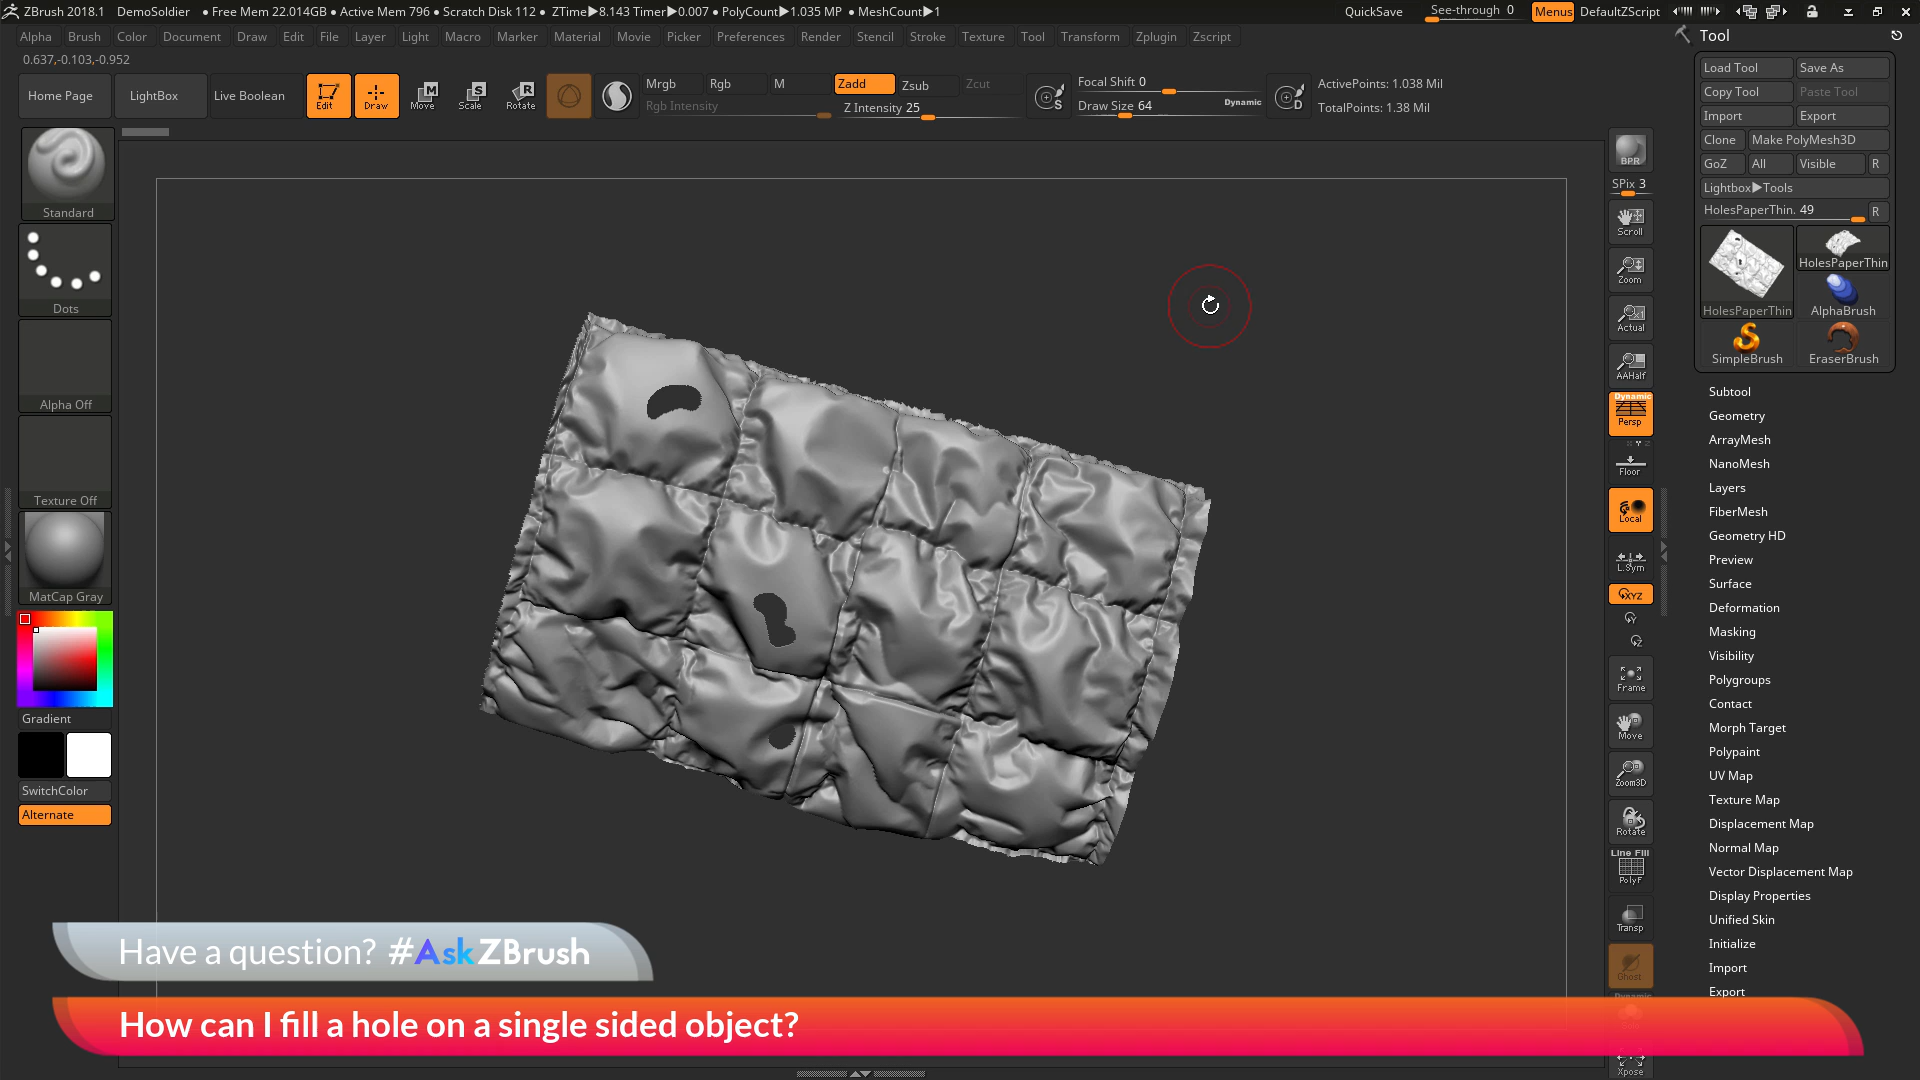 ZBrush 2018.1 DemoSoldier ● Free Mem 22.014GB ● Active Mem 796 ● Scratch Disk 112 ● ZTime▶8.143 Timer▶0.007 ● PolyCount▶1.035 MP ● MeshCount▶1 QuickSave See-through 0 Menus DefaultZScript
Alpha Brush Color Document Draw Edit File Layer Light Macro Marker Material Movie Picker Preferences Render Stencil Stroke Texture Tool Transform Zplugin Zscript
0.637,-0.103,-0.952
Home Page LightBox Live Boolean Edit Draw Move Scale Rotate
M S R
Mrgb Rgb M Zadd Zsub Zcut
Rgb Intensity Z Intensity 25
S Focal Shift 0
Draw Size 64 Dynamic
D ActivePoints: 1.038 Mil
TotalPoints: 1.38 Mil
Standard
Dots
Alpha Off
Texture Off
MatCap Gray
Gradient
SwitchColor
Alternate
BPR
SPix 3
Scroll
Zoom
Actual
AAHalf
Dynamic
Persp
Floor
Local
L.Sym
XYZ
Y
Z
Frame
Move
Zoom3D
Rotate
Line Fill
PolyF
Transp
Ghost
Dynamic
Xpose
Tool
Load Tool Save As
Copy Tool Paste Tool
Import Export
Clone Make PolyMesh3D
GoZ All Visible R
Lightbox▶Tools
HolesPaperThin. 49 R
HolesPaperThin
HolesPaperThin AlphaBrush
SimpleBrush EraserBrush
Subtool
Geometry
ArrayMesh
NanoMesh
Layers
FiberMesh
Geometry HD
Preview
Surface
Deformation
Masking
Visibility
Polygroups
Contact
Morph Target
Polypaint
UV Map
Texture Map
Displacement Map
Normal Map
Vector Displacement Map
Display Properties
Unified Skin
Initialize
Import
Export
Have a question? #AskZBrush
How can I fill a hole on a single sided object?